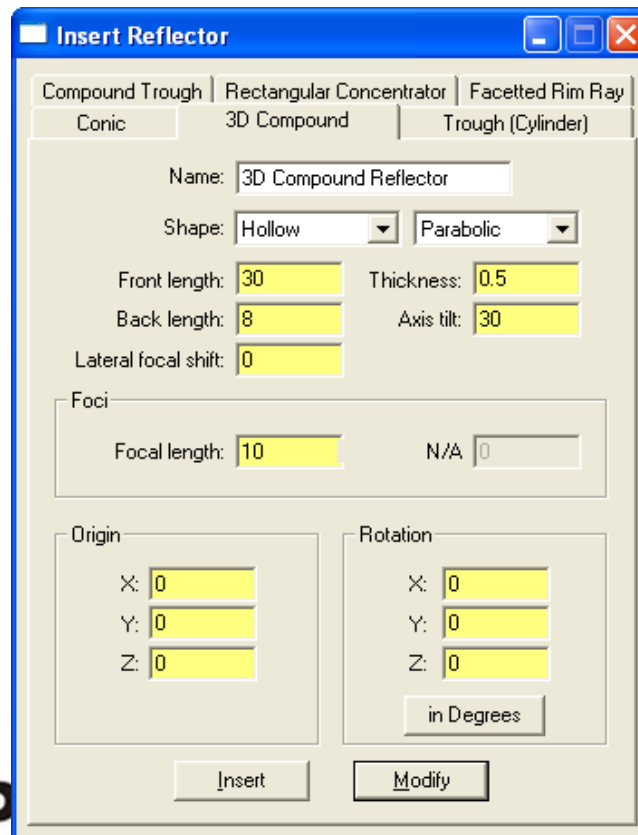 Insert Reflector
Compound Trough Rectangular Concentrator Facetted Rim Ray
Conic 3D Compound Trough (Cylinder)
Name: 3D Compound Reflector
Shape: Hollow Parabolic
Front length: 30 Thickness: 0.5
Back length: 8 Axis tilt: 30
Lateral focal shift: 0
Foci
Focal length: 10 N/A 0
Origin Rotation
X: 0 X: 0
Y: 0 Y: 0
Z: 0 Z: 0
in Degrees
Insert Modify